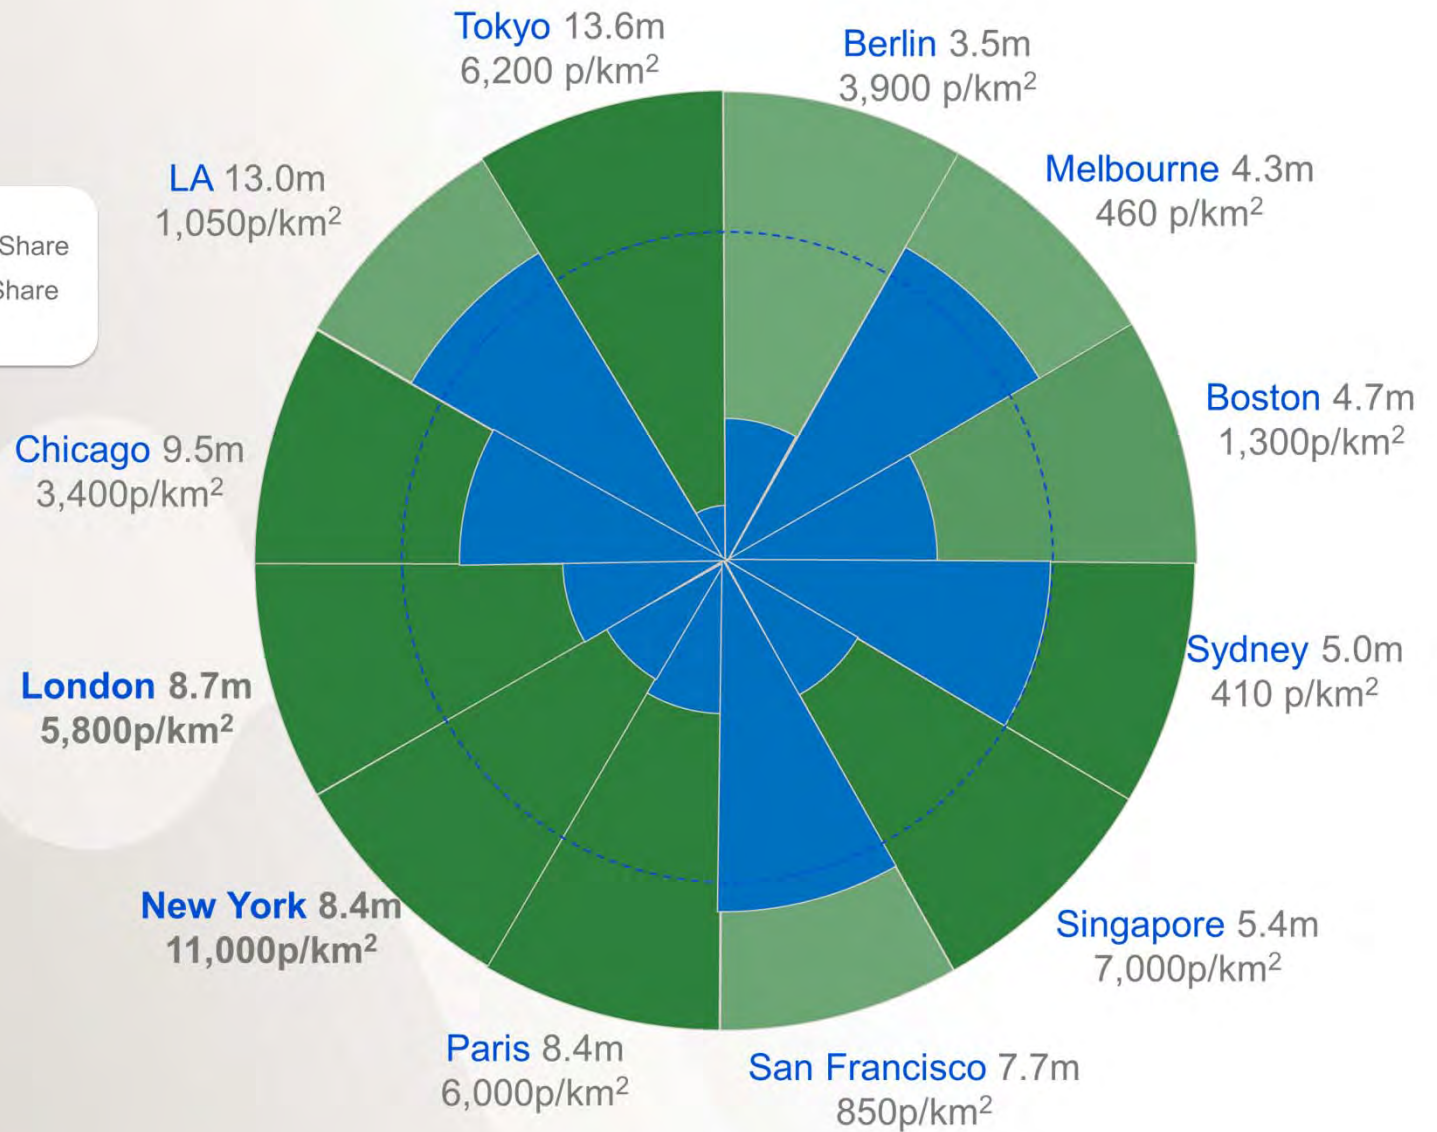 Tokyo 13.6m
6,200 p/km²
Berlin 3.5m
3,900 p/km²
Melbourne 4.3m
460 p/km²
LA 13.0m
1,050p/km²
Share
Share
Boston 4.7m
1,300p/km²
Chicago 9.5m
3,400p/km²
Sydney 5.0m
410 p/km²
London 8.7m
5,800p/km²
New York 8.4m
11,000p/km²
Singapore 5.4m
7,000p/km²
Paris 8.4m
6,000p/km²
San Francisco 7.7m
850p/km²